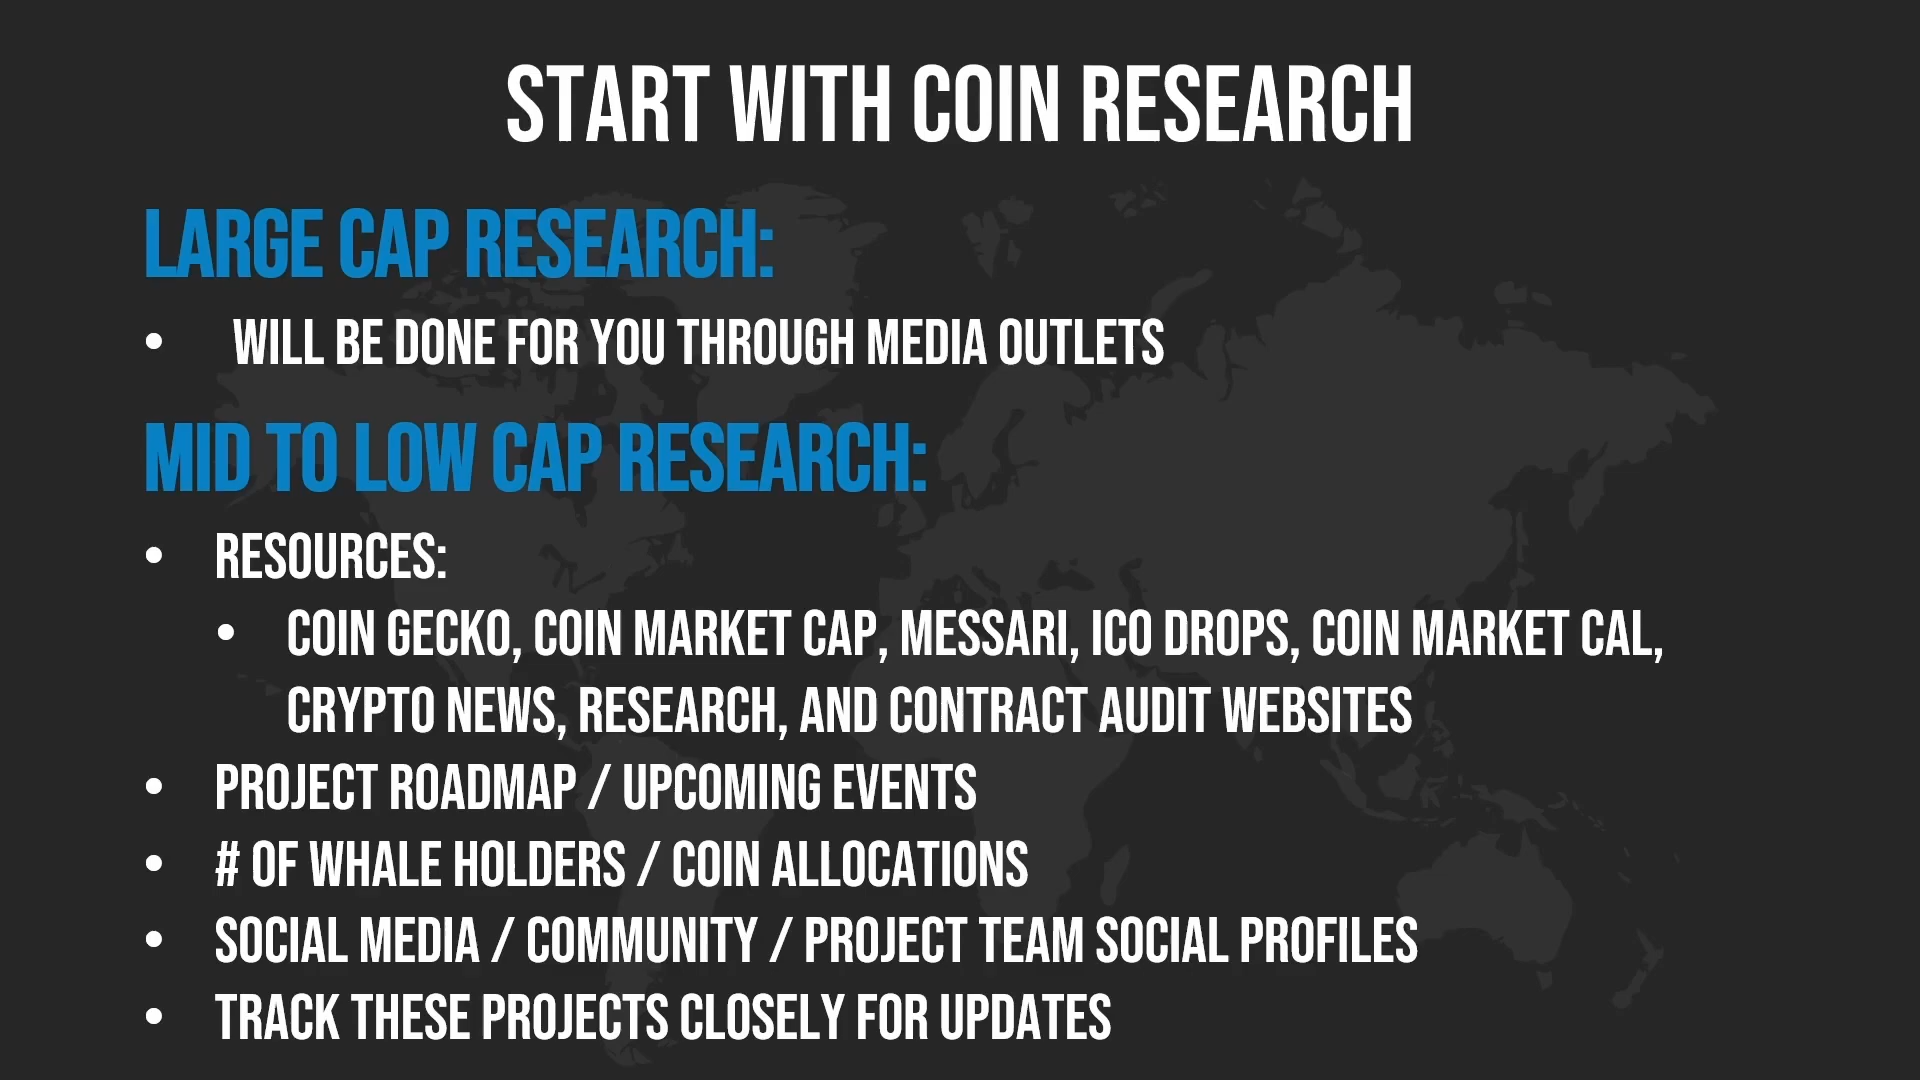 START WITH COIN RESEARCH
LARGE CAP RESEARCH:
• WILL BE DONE FOR YOU THROUGH MEDIA OUTLETS
MID TO LOW CAP RESEARCH:
• RESOURCES:
• COIN GECKO, COIN MARKET CAP, MESSARI, ICO DROPS, COIN MARKET CAL,
CRYPTO NEWS, RESEARCH, AND CONTRACT AUDIT WEBSITES
• PROJECT ROADMAP / UPCOMING EVENTS
• # OF WHALE HOLDERS / COIN ALLOCATIONS
• SOCIAL MEDIA / COMMUNITY / PROJECT TEAM SOCIAL PROFILES
• TRACK THESE PROJECTS CLOSELY FOR UPDATES